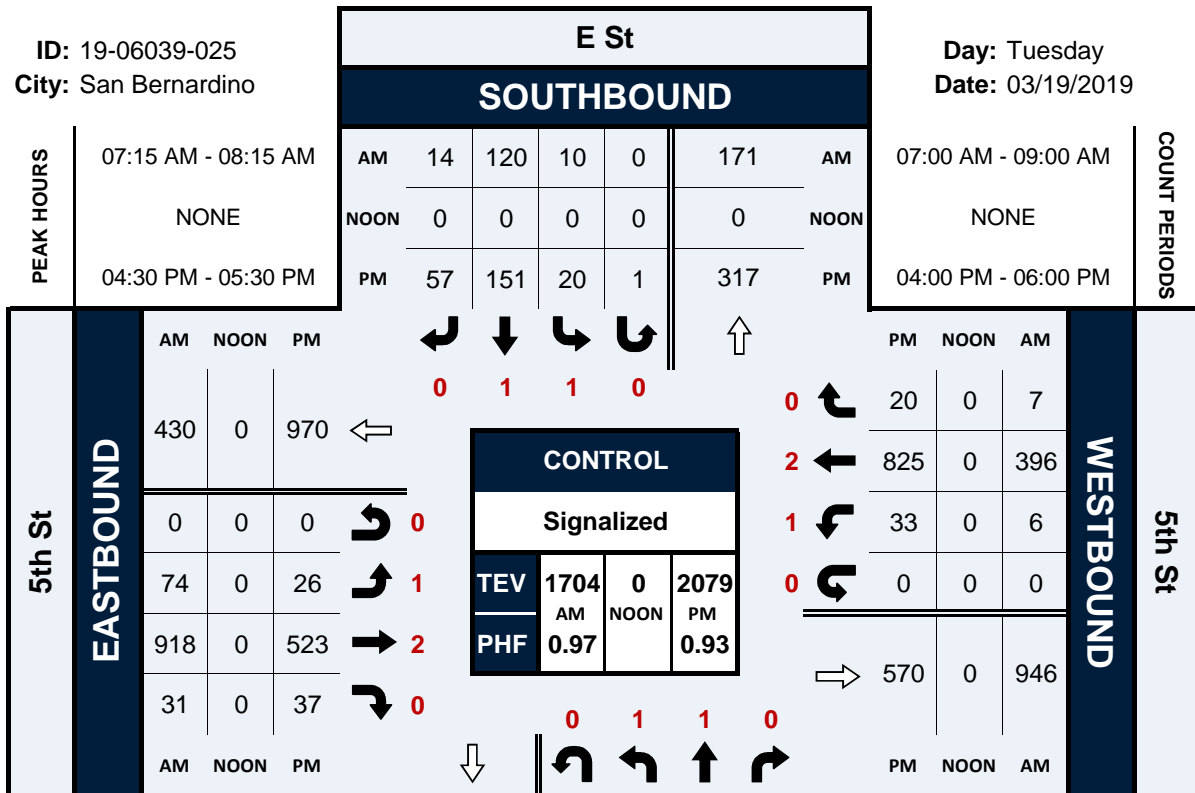 E St
ID: 19-06039-025
Day: Tuesday
City: San Bernardino
Date: 03/19/2019
SOUTHBOUND
PEAK HOURS
07:15 AM - 08:15 AM
NONE
04:30 PM - 05:30 PM
AM 14 120 10 0 171 AM
NOON 0 0 0 0 0 NOON
PM 57 151 20 1 317 PM
07:00 AM - 09:00 AM
NONE
04:00 PM - 06:00 PM
COUNT PERIODS
0 1 1 0
5th St
EASTBOUND
AM NOON PM
430 0 970
0 0 0 0
74 0 26 1
918 0 523 2
31 0 37 0
AM NOON PM
CONTROL
Signalized
TEV 1704 0 2079
AM NOON PM
PHF 0.97 0.93
PM NOON AM
0 20 0 7
2 825 0 396
1 33 0 6
0 0 0 0
570 0 946
PM NOON AM
WESTBOUND
5th St
0 1 1 0